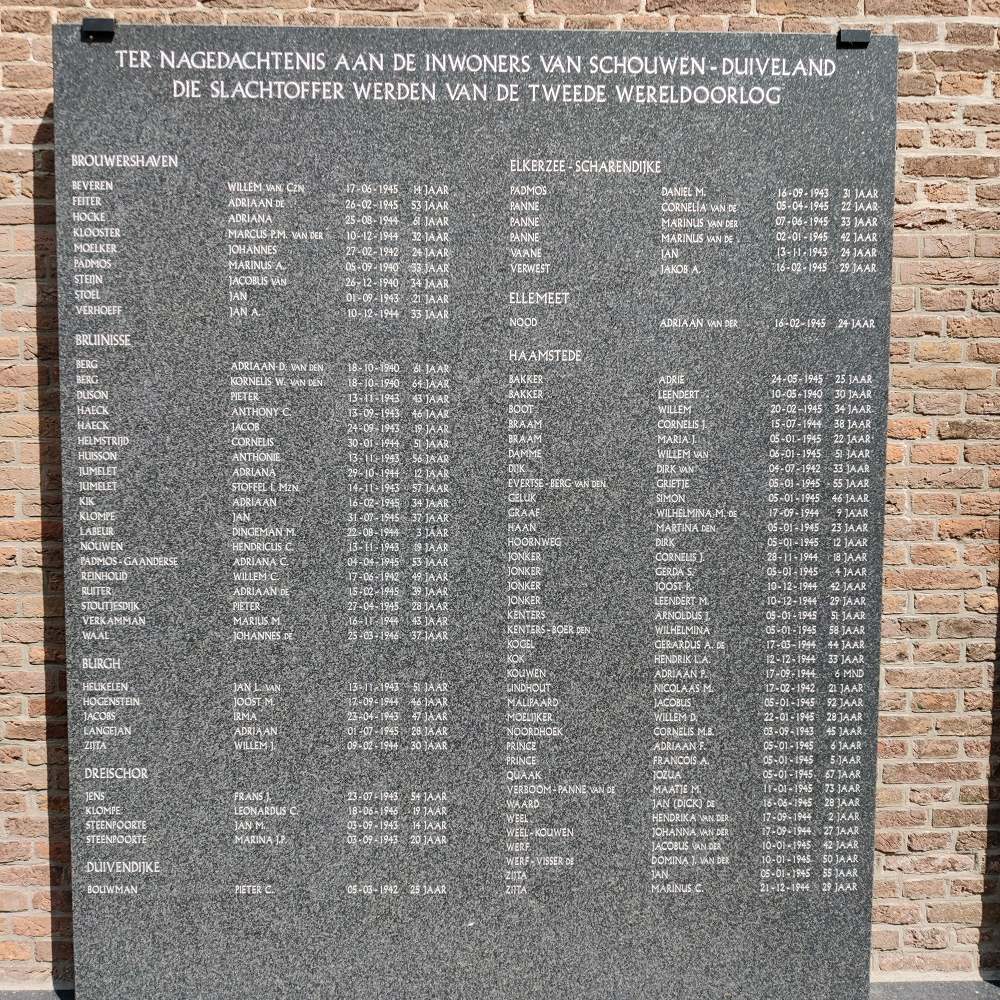 TER NAGEDACHTENIS AAN DE INWONERS VAN SCHOUWEN-DUIVELAND
DIE SLACHTOFFER WERDEN VAN DE TWEEDE WERELDOORLOG
BROUWERSHAVEN
BEVEREN WILLEM VAN CZN 17-06-1945 14 JAAR
FEITER ADRIAAN DE 26-02-1945 53 JAAR
HOCKE ADRIANA 25-08-1944 61 JAAR
KLOOSTER MARCUS P.M. VAN DER 10-12-1944 32 JAAR
MOELKER JOHANNES 27-02-1942 24 JAAR
PADMOS MARINUS A. 05-09-1940 53 JAAR
STEIJN JACOBUS VAN 26-12-1940 34 JAAR
STOEL JAN 01-09-1943 21 JAAR
VERHOEFF JAN A. 10-12-1944 33 JAAR
BRUINISSE
BERG ADRIAAN D. VAN DEN 18-10-1940 61 JAAR
BERG KORNELIS W. VAN DEN 18-10-1940 64 JAAR
DUSON PIETER 13-11-1943 43 JAAR
HAECK ANTHONY C. 13-09-1943 46 JAAR
HAECK JACOB 24-09-1943 19 JAAR
HELMSTRIJD CORNELIS 30-01-1944 51 JAAR
HUISSON ANTHONIE 13-11-1943 56 JAAR
JUMELET ADRIANA 29-10-1944 12 JAAR
JUMELET STOFFEL I. MZN 14-11-1943 57 JAAR
KIK ADRIAAN 16-02-1945 34 JAAR
KLOMPE JAN 31-07-1945 37 JAAR
LABEUR DINGEMAN M. 22-08-1944 3 JAAR
NOUWEN HENDRICUS C. 13-11-1943 19 JAAR
PADMOS-GAANDERSE ADRIANA C. 04-04-1945 53 JAAR
REINHOUD WILLEM C. 17-06-1942 49 JAAR
RUITER ADRIAAN DE 15-02-1945 39 JAAR
STOUTJESDIJK PIETER 27-04-1945 28 JAAR
VERKAMMAN MARIUS M. 16-11-1944 43 JAAR
WAAL JOHANNES DE 25-03-1946 37 JAAR
BURGH
HEUKELEN JAN L. VAN 13-11-1943 51 JAAR
HOGENSTEIN JOOST M. 17-09-1944 46 JAAR
JACOBS IRMA 23-04-1943 47 JAAR
LANGEJAN ADRIAAN 01-07-1945 28 JAAR
ZIJTA WILLEM J. 09-02-1944 30 JAAR
DREISCHOR
JENS FRANS J. 23-07-1943 54 JAAR
KLOMPE LEONARDUS C. 18-06-1946 19 JAAR
STEENPOORTE JAN M. 03-09-1943 14 JAAR
STEENPOORTE MARINA J.P. 03-09-1943 20 JAAR
DUIVENDIJKE
BOUWMAN PIETER C. 05-03-1942 25 JAAR
ELKERZEE-SCHARENDIJKE
PADMOS DANIEL M. 16-09-1943 31 JAAR
PANNE CORNELIA VAN DE 05-04-1945 22 JAAR
PANNE MARINUS VAN DER 07-06-1945 33 JAAR
PANNE MARINUS VAN DE 02-01-1945 42 JAAR
VAANE JAN 13-11-1943 24 JAAR
VERWEST JAKOB A. 16-02-1945 29 JAAR
ELLEMEET
NOOD ADRIAAN VAN DER 16-02-1945 24 JAAR
HAAMSTEDE
BAKKER ADRIE 24-05-1945 25 JAAR
BAKKER LEENDERT 10-05-1940 30 JAAR
BOOT WILLEM 20-02-1945 34 JAAR
BRAAM CORNELIS J. 15-07-1944 38 JAAR
BRAAM MARIA J. 05-01-1945 22 JAAR
DAMME WILLEM VAN 06-01-1945 51 JAAR
DIJK DIRK VAN 04-07-1942 33 JAAR
EVERTSE-BERG VAN DEN GRIETJE 05-01-1945 55 JAAR
GELUK SIMON 05-01-1945 46 JAAR
GRAAF WILHELMINA M. DE 17-09-1944 9 JAAR
HAAN MARTINA DEN 05-01-1945 23 JAAR
HOORNWEG DIRK 05-01-1945 12 JAAR
JONKER CORNELIS J. 28-11-1944 18 JAAR
JONKER GERDA S. 05-01-1945 4 JAAR
JONKER JOOST P. 10-12-1944 42 JAAR
JONKER LEENDERT M. 10-12-1944 29 JAAR
KENTERS ARNOLDUS J. 05-01-1945 51 JAAR
KENTERS-BOER DEN WILHELMINA 05-01-1945 58 JAAR
KOGEL GERARDUS A. DE 17-03-1944 44 JAAR
KOK HENDRIK L.A. 12-12-1944 33 JAAR
KOUWEN ADRIAAN P. 17-09-1944 6 MND
LINDHOUT NICOLAAS M. 17-02-1942 21 JAAR
MALIPAARD JACOBUS 05-01-1945 92 JAAR
MOELIJKER WILLEM D. 22-01-1945 28 JAAR
NOORDHOEK CORNELIS M.B. 03-09-1943 45 JAAR
PRINCE ADRIAAN F. 05-01-1945 6 JAAR
PRINCE FRANCOIS A. 05-01-1945 5 JAAR
QUAAK JOZUA 05-01-1945 67 JAAR
VERBOOM-PANNE VAN DE MAATJE M. 11-01-1945 73 JAAR
WAARD JAN (DICK) DE 16-06-1945 28 JAAR
WEEL HENDRIKA VAN DER 17-09-1944 2 JAAR
WEEL-KOUWEN JOHANNA VAN DER 17-09-1944 27 JAAR
WERF JACOBUS VAN DER 10-01-1945 42 JAAR
WERF-VISSER DE DOMINA J. VAN DER 10-01-1945 50 JAAR
ZIJTA JAN 05-01-1945 55 JAAR
ZIJTA MARINUS C. 21-12-1944 29 JAAR